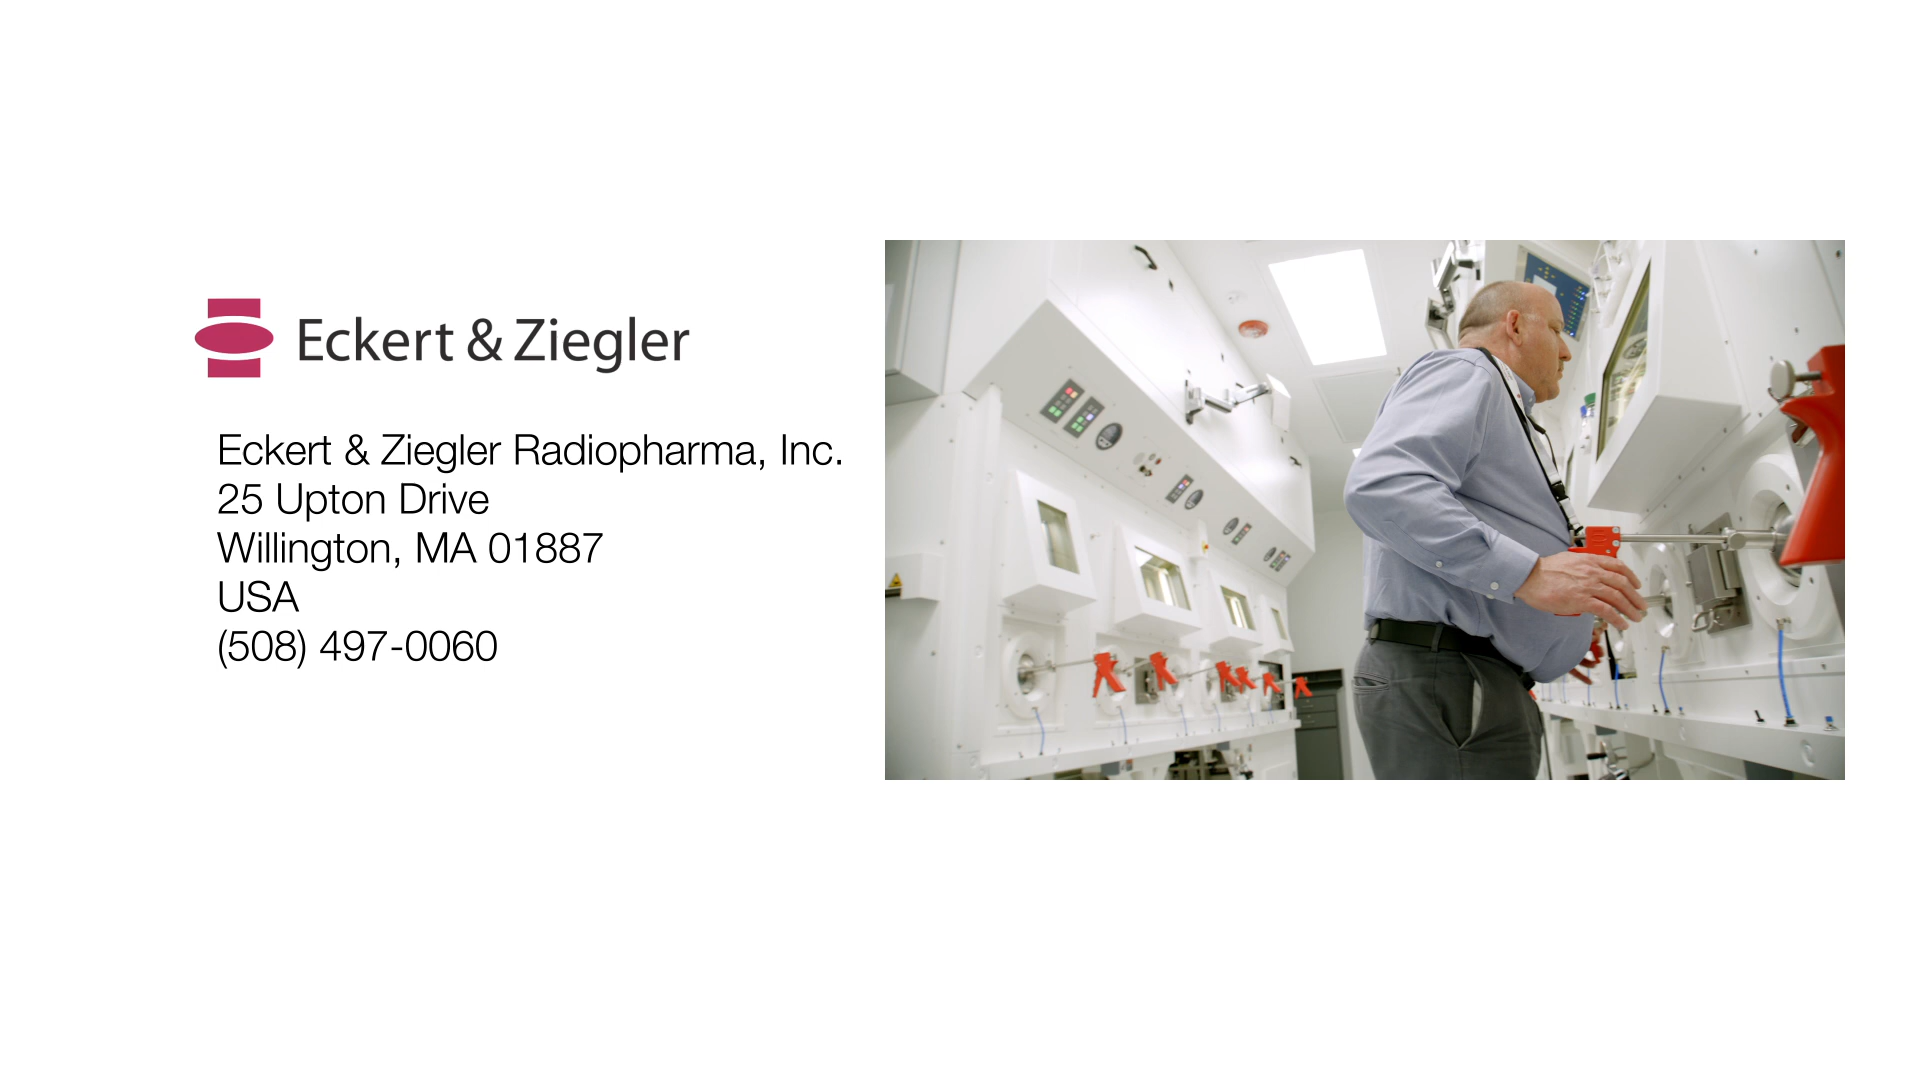 Eckert & Ziegler
Eckert & Ziegler Radiopharma, Inc.
25 Upton Drive
Willington, MA 01887
USA
(508) 497-0060